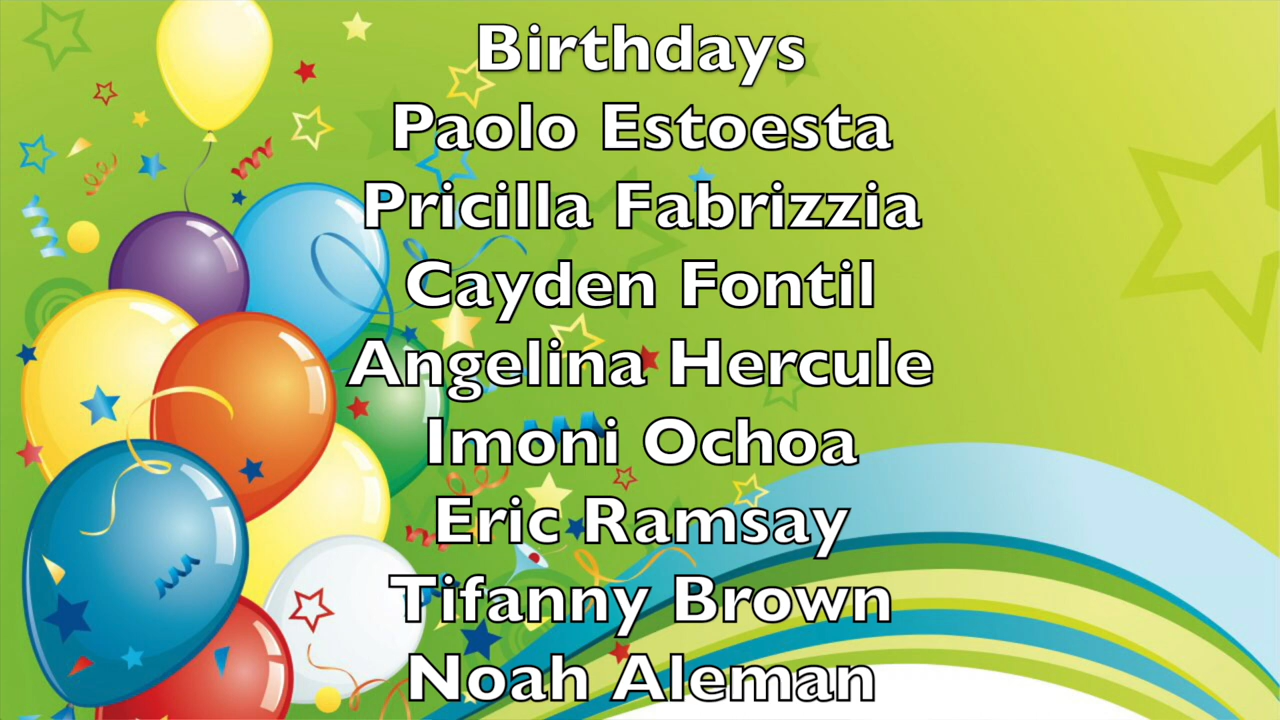 Birthdays
Paolo Estoesta
Pricilla Fabrizzia
Cayden Fontil
Angelina Hercule
Imoni Ochoa
Eric Ramsay
Tifanny Brown
Noah Aleman